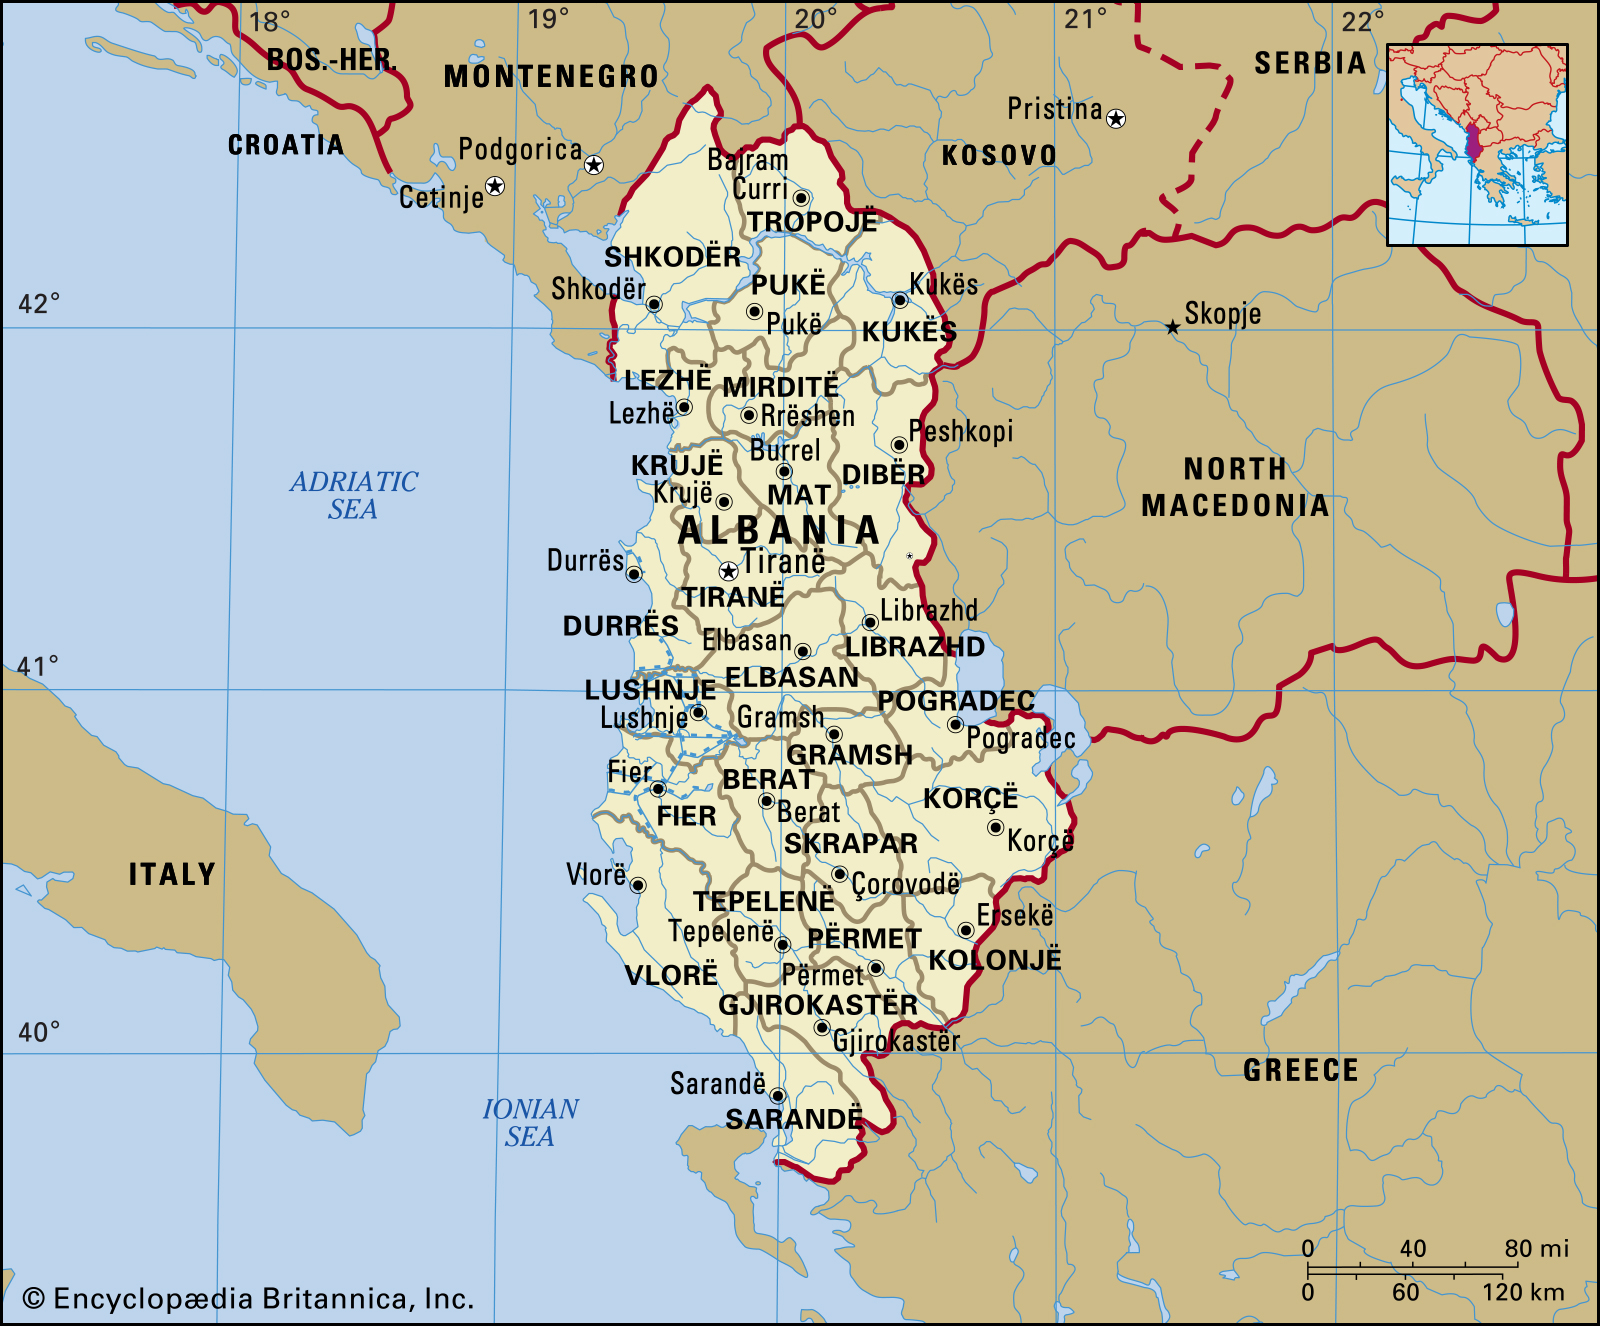 18°
19°
20°
21°
22°
BOS.-HER.
MONTENEGRO
SERBIA
Pristina
CROATIA
Podgorica
KOSOVO
Cetinje
Bajram
Curri
TROPOJË
SHKODËR
Shkodër
PUKË
Pukë
Kukës
KUKËS
42°
Skopje
LEZHË
Lezhë
MIRDITË
Rrëshen
Peshkopi
Burrel
KRUJË
Krujë
MAT
DIBËR
ADRIATIC
SEA
NORTH
MACEDONIA
ALBANIA
Durrës
Tiranë
TIRANË
DURRËS
Librazhd
LIBRAZHD
Elbasan
ELBASAN
41°
LUSHNJE
Lushnje
POGRADEC
Pogradec
Gramsh
GRAMSH
Fier
FIER
BERAT
Berat
KORÇË
Korçë
SKRAPAR
Çorovodë
ITALY
Vlorë
TEPELENË
Tepelenë
Ersekë
PËRMET
Përmet
KOLONJË
VLORË
GJIROKASTËR
Gjirokastër
40°
GREECE
Sarandë
SARANDË
IONIAN
SEA
0 40 80 mi
0 60 120 km
© Encyclopædia Britannica, Inc.